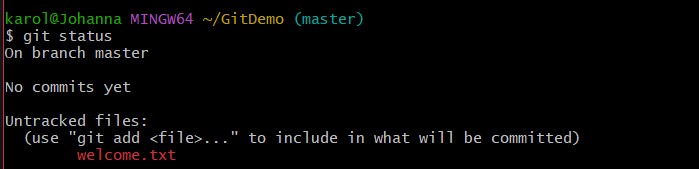 karol@Johanna MINGW64 ~/GitDemo (master)
$ git status
On branch master
No commits yet
Untracked files:
(use "git add <file>..." to include in what will be committed)
welcome.txt